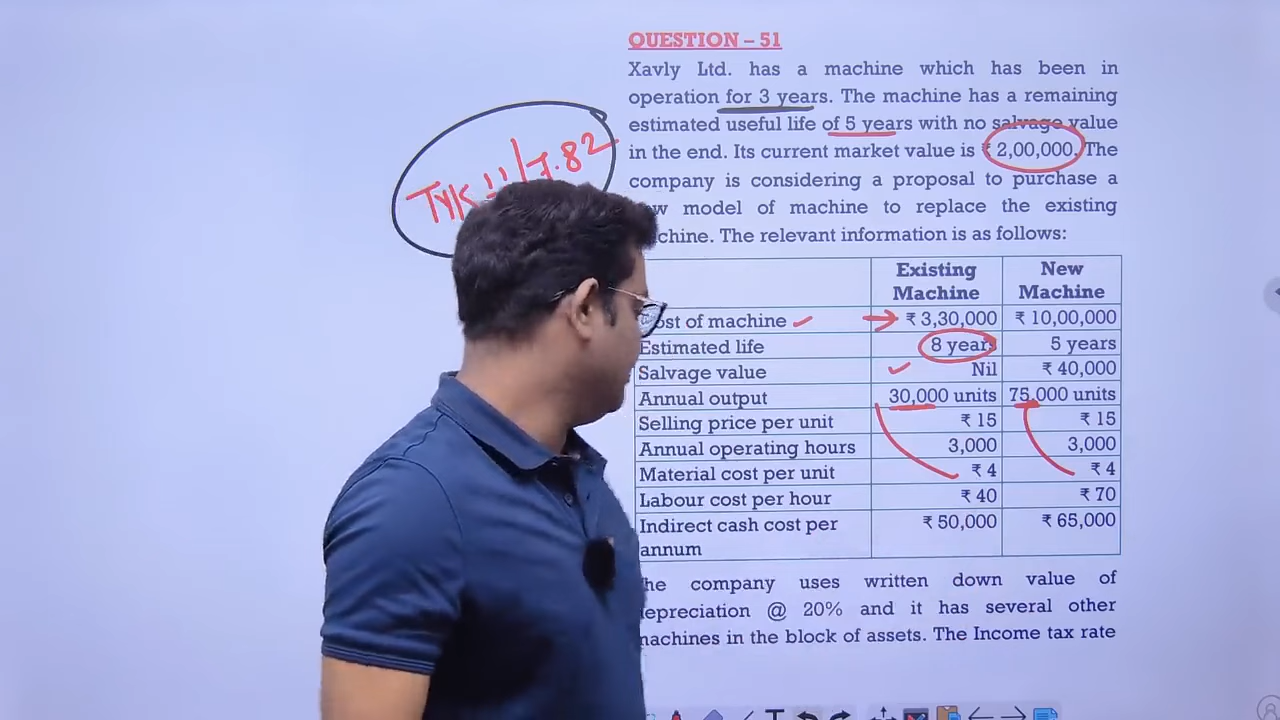 QUESTION – 51
Xavly Ltd. has a machine which has been in
operation for 3 years. The machine has a remaining
estimated useful life of 5 years with no salvage value
in the end. Its current market value is ₹ 2,00,000. The
company is considering a proposal to purchase a
model of machine to replace the existing
The relevant information is as follows:
Existing Machine New Machine
of machine ₹ 3,30,000 ₹ 10,00,000
Estimated life 8 years 5 years
Salvage value Nil ₹ 40,000
Annual output 30,000 units 75,000 units
Selling price per unit ₹ 15 ₹ 15
Annual operating hours 3,000 3,000
Material cost per unit ₹ 4 ₹ 4
Labour cost per hour ₹ 40 ₹ 70
Indirect cash cost per annum ₹ 50,000 ₹ 65,000
company uses written down value of
@ 20% and it has several other
in the block of assets. The Income tax rate
TYK 11/7.82